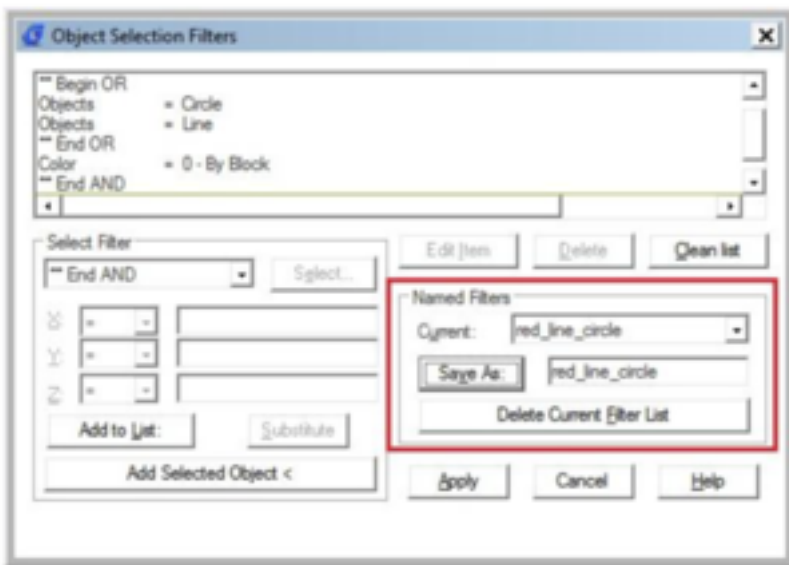 Object Selection Filters
** Begin OR
Objects = Circle
Objects = Line
** End OR
Color = 0 - By Block
** End AND
Select Filter
** End AND
Select...
X: =
Y: =
Z: =
Add to List:
Substitute
Add Selected Object <
Edit Item
Delete
Clean list
Named Filters
Current: red_line_circle
Save As: red_line_circle
Delete Current Filter List
Apply
Cancel
Help